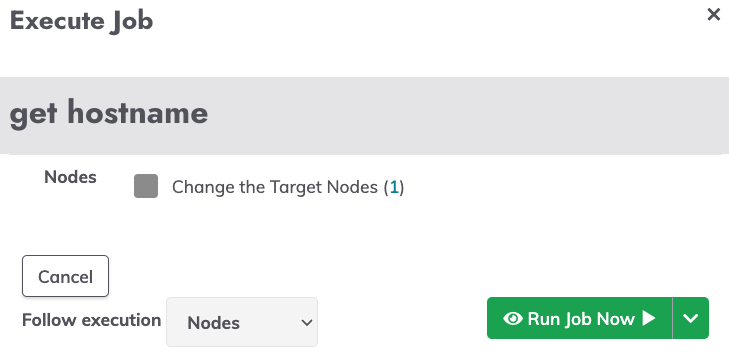 Execute Job
get hostname
Nodes
Change the Target Nodes (1)
Cancel
Follow execution
Nodes
Run Job Now